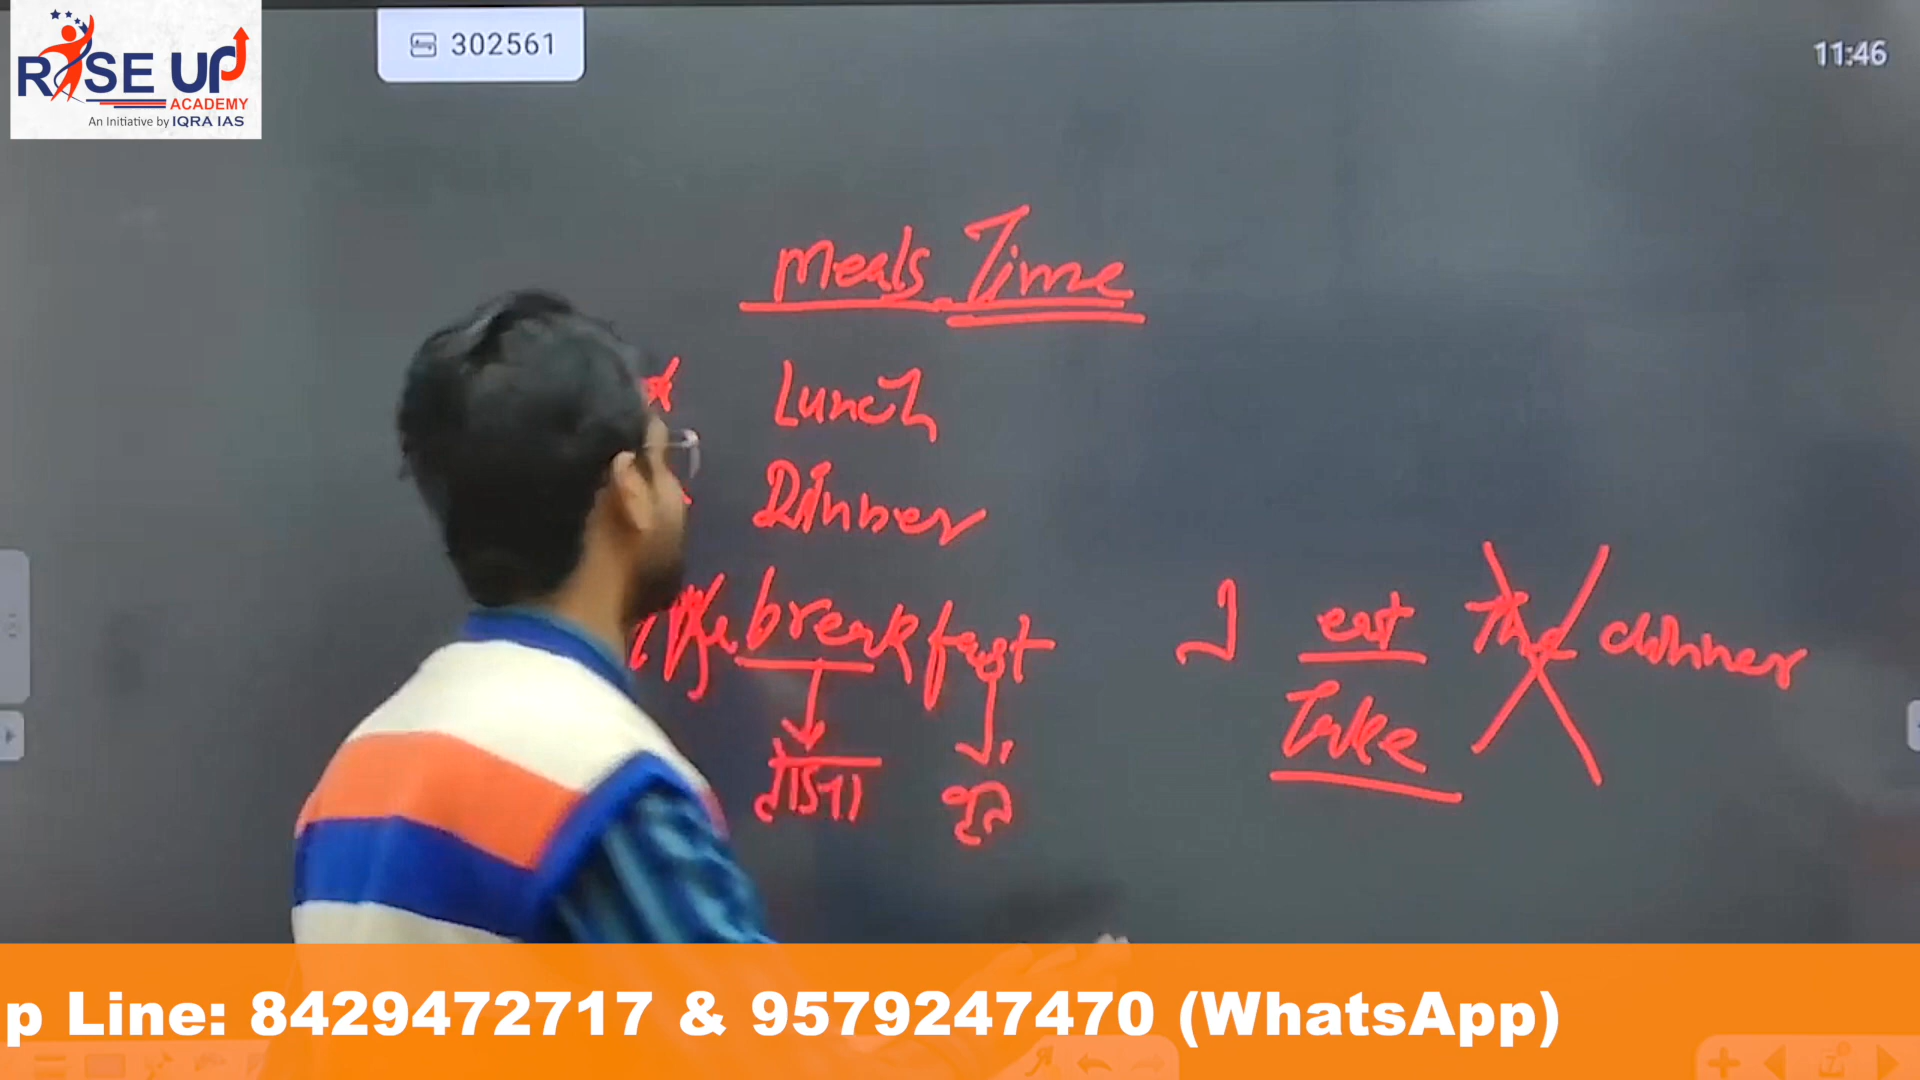 RISE UP
ACADEMY
An Initiative by IQRA IAS
302561
11:46
Meals Time
Lunch
Dinner
breakfast
I eat the dinner
Take
p Line: 8429472717 & 9579247470 (WhatsApp)